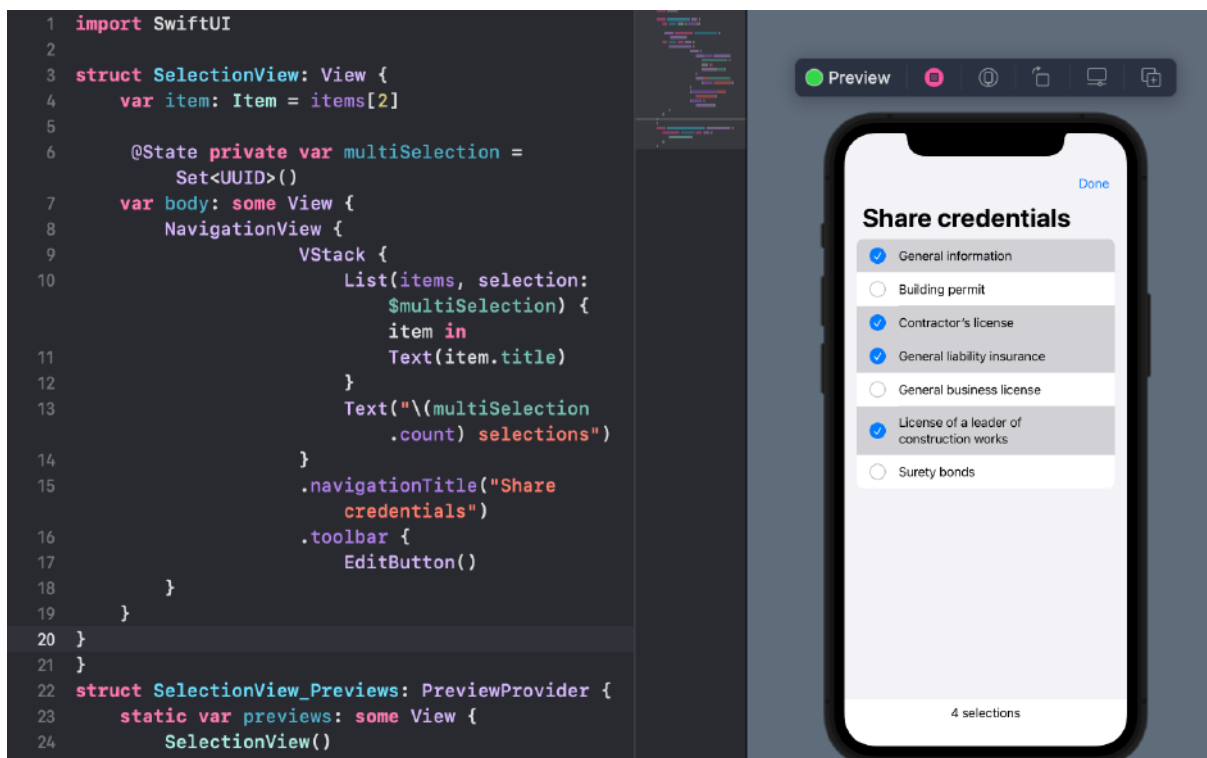 1 import SwiftUI
2
3 struct SelectionView: View {
4 var item: Item = items[2]
5
6 @State private var multiSelection =
Set<UUID>()
7 var body: some View {
8 NavigationView {
9 VStack {
10 List(items, selection:
$multiSelection) {
item in
11 Text(item.title)
12 }
13 Text("\(multiSelection
.count) selections")
14 }
15 .navigationTitle("Share
credentials")
16 .toolbar {
17 EditButton()
18 }
19 }
20 }
21 }
22 struct SelectionView_Previews: PreviewProvider {
23 static var previews: some View {
24 SelectionView()
Preview
Done
Share credentials
General information
Building permit
Contractor's license
General liability insurance
General business license
License of a leader of
construction works
Surety bonds
4 selections